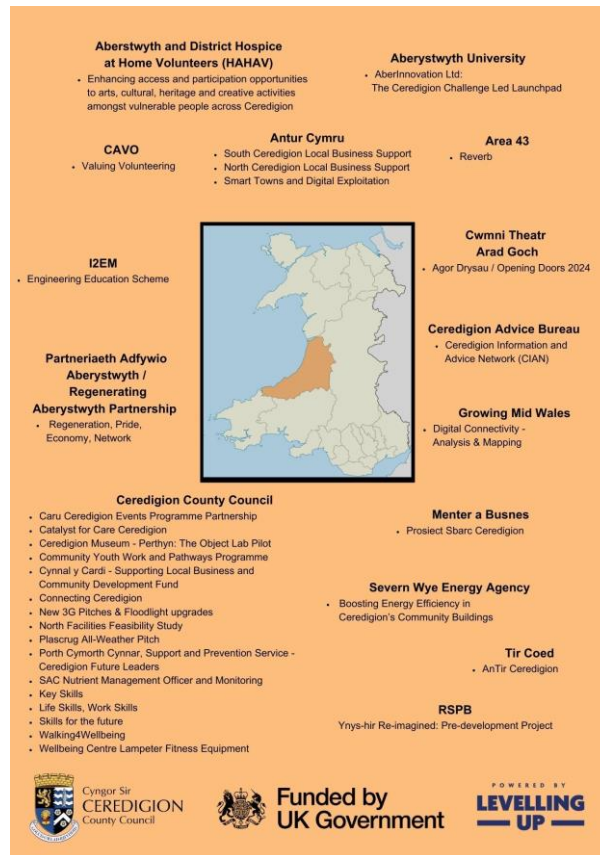 Aberstwyth and District Hospice
at Home Volunteers (HAHAV)
• Enhancing access and participation opportunities
to arts, cultural, heritage and creative activities
amongst vulnerable people across Ceredigion
Aberystwyth University
• AberInnovation Ltd:
The Ceredigion Challenge Led Launchpad
CAVO
• Valuing Volunteering
Antur Cymru
• South Ceredigion Local Business Support
• North Ceredigion Local Business Support
• Smart Towns and Digital Exploitation
Area 43
• Reverb
I2EM
• Engineering Education Scheme
Cwmni Theatr
Arad Goch
• Agor Drysau / Opening Doors 2024
Ceredigion Advice Bureau
• Ceredigion Information and
Advice Network (CIAN)
Partneriaeth Adfywio
Aberystwyth /
Regenerating
Aberystwyth Partnership
• Regeneration, Pride,
Economy, Network
Growing Mid Wales
• Digital Connectivity -
Analysis & Mapping
Ceredigion County Council
• Caru Ceredigion Events Programme Partnership
• Catalyst for Care Ceredigion
• Ceredigion Museum - Perthyn: The Object Lab Pilot
• Community Youth Work and Pathways Programme
• Cynnal y Cardi - Supporting Local Business and
Community Development Fund
• Connecting Ceredigion
• New 3G Pitches & Floodlight upgrades
• North Facilities Feasibility Study
• Plascrug All-Weather Pitch
• Porth Cymorth Cynnar, Support and Prevention Service -
Ceredigion Future Leaders
• SAC Nutrient Management Officer and Monitoring
• Key Skills
• Life Skills, Work Skills
• Skills for the future
• Walking4Wellbeing
• Wellbeing Centre Lampeter Fitness Equipment
Menter a Busnes
• Prosiect Sbarc Ceredigion
Severn Wye Energy Agency
• Boosting Energy Efficiency in
Ceredigion's Community Buildings
Tir Coed
• AnTir Ceredigion
RSPB
Ynys-hir Re-imagined: Pre-development Project
Cyngor Sir
CEREDIGION
County Council
Funded by
UK Government
POWERED BY
LEVELLING
UP